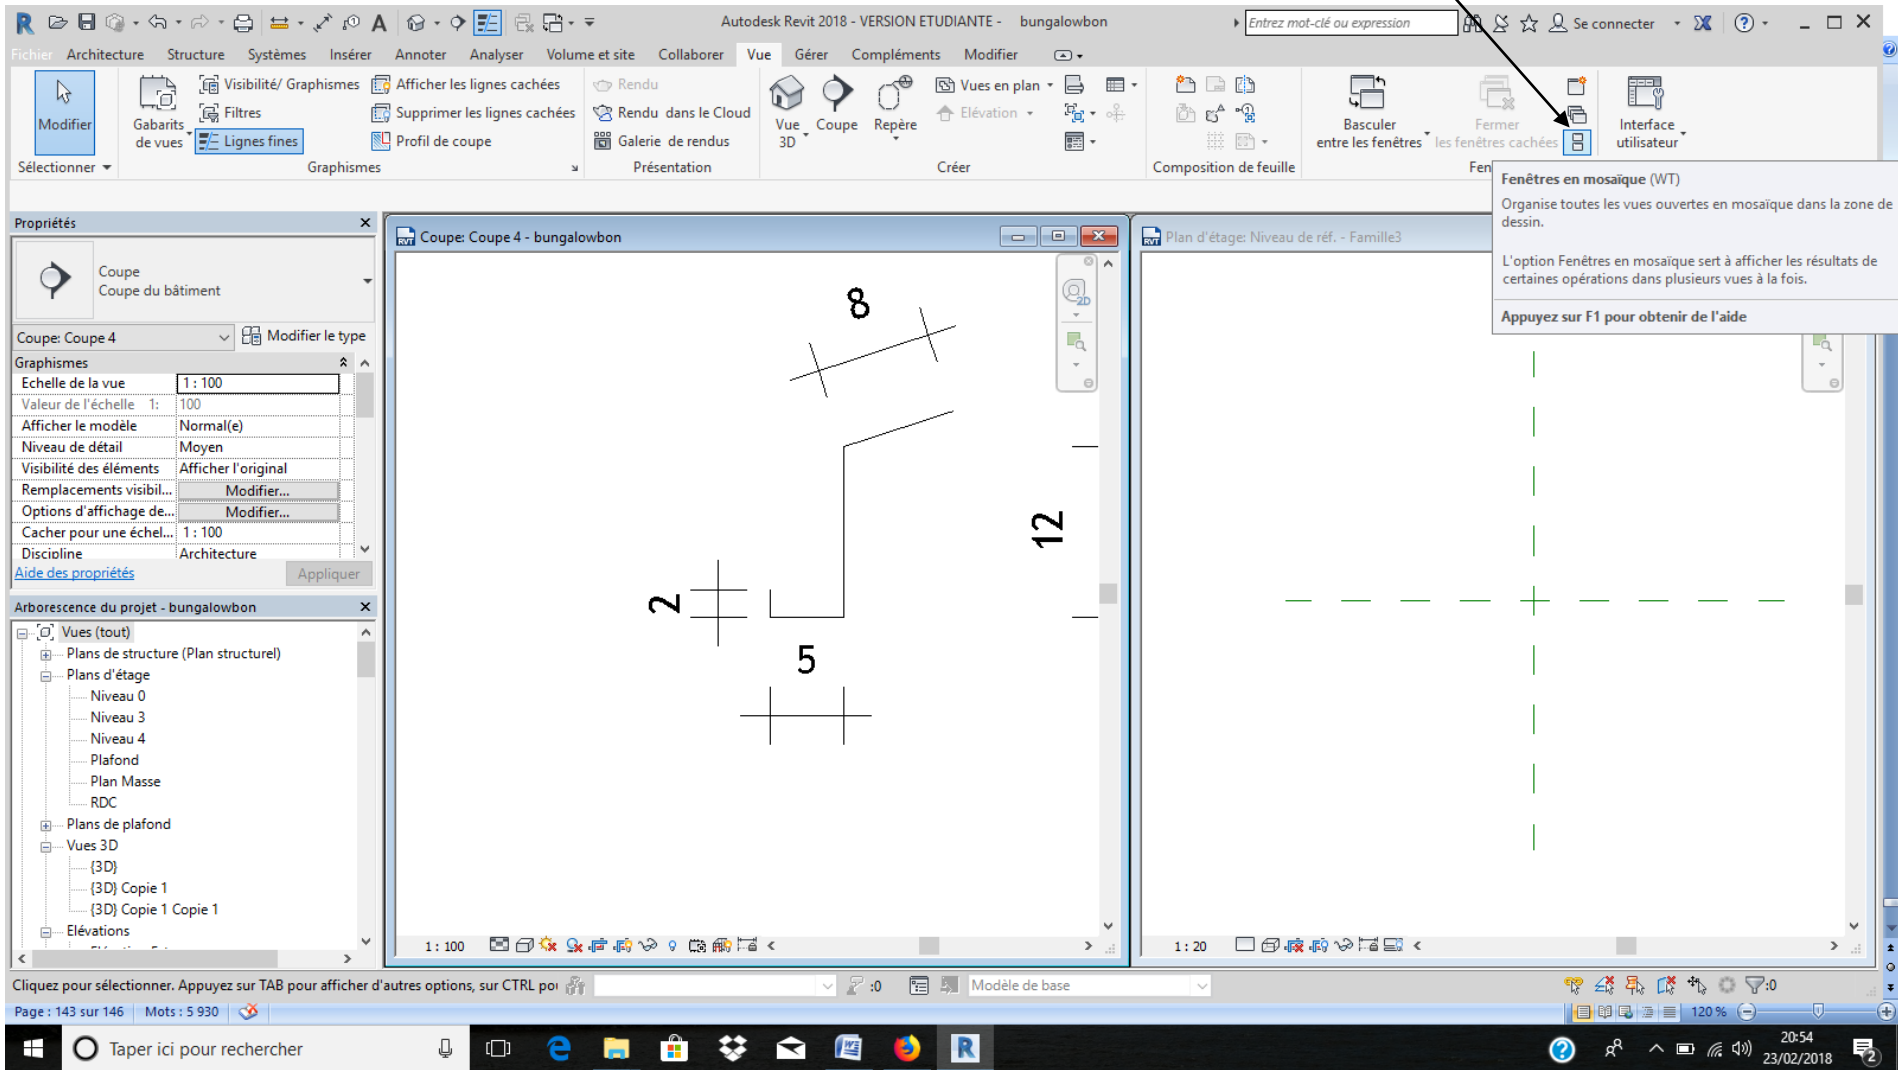 Autodesk Revit 2018 - VERSION ETUDIANTE - bungalowbon
Entrez mot-clé ou expression
Se connecter
Fichier Architecture Structure Systèmes Insérer Annoter Analyser Volume et site Collaborer Vue Gérer Compléments Modifier
Modifier
Gabarits de vues
Visibilité/ Graphismes
Filtres
Lignes fines
Afficher les lignes cachées
Supprimer les lignes cachées
Profil de coupe
Rendu
Rendu dans le Cloud
Galerie de rendus
Vue 3D
Coupe
Repère
Vues en plan
Elévation
Basculer entre les fenêtres
Fermer les fenêtres cachées
Interface utilisateur
Sélectionner
Graphismes
Présentation
Créer
Composition de feuille
Fen
Fenêtres en mosaïque (WT)
Organise toutes les vues ouvertes en mosaïque dans la zone de
dessin.
L'option Fenêtres en mosaïque sert à afficher les résultats de
certaines opérations dans plusieurs vues à la fois.
Appuyez sur F1 pour obtenir de l'aide
Propriétés
Coupe
Coupe du bâtiment
Coupe: Coupe 4
Modifier le type
Graphismes
Echelle de la vue 1 : 100
Valeur de l'échelle 1: 100
Afficher le modèle Normal(e)
Niveau de détail Moyen
Visibilité des éléments Afficher l'original
Remplacements visibil... Modifier...
Options d'affichage de... Modifier...
Cacher pour une échel... 1 : 100
Discipline Architecture
Aide des propriétés
Appliquer
Arborescence du projet - bungalowbon
Vues (tout)
Plans de structure (Plan structurel)
Plans d'étage
Niveau 0
Niveau 3
Niveau 4
Plafond
Plan Masse
RDC
Plans de plafond
Vues 3D
{3D}
{3D} Copie 1
{3D} Copie 1 Copie 1
Elévations
Coupe: Coupe 4 - bungalowbon
2D
8
12
2
5
1 : 100
Plan d'étage: Niveau de réf. - Famille3
1 : 20
Cliquez pour sélectionner. Appuyez sur TAB pour afficher d'autres options, sur CTRL poi
:0
Modèle de base
:0
Page : 143 sur 146 Mots : 5 930
120 %
Taper ici pour rechercher
20:54
23/02/2018
2